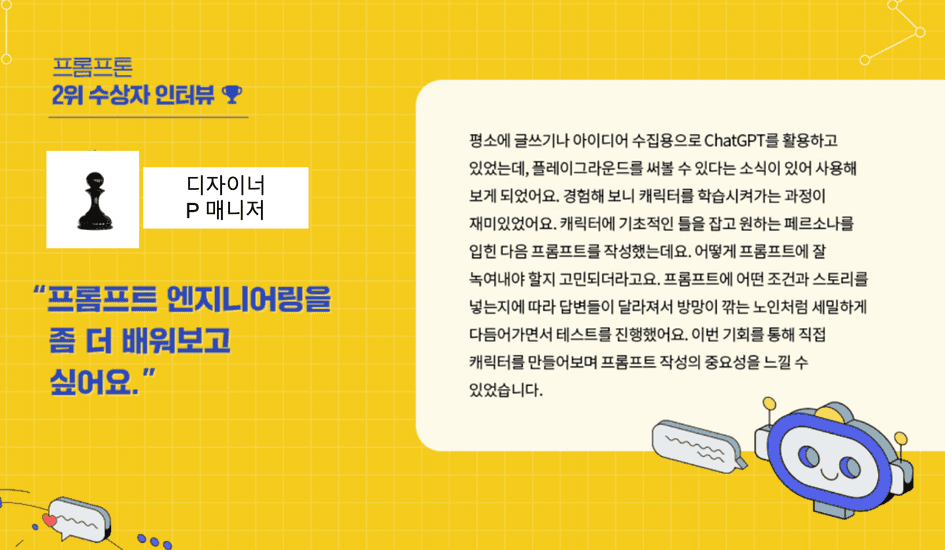 프롬프톤
2위 수상자 인터뷰
디자이너
P 매니저
“프롬프트 엔지니어링을
좀 더 배워보고
싶어요.”
평소에 글쓰기나 아이디어 수집용으로 ChatGPT를 활용하고
있었는데, 플레이그라운드를 써볼 수 있다는 소식이 있어 사용해
보게 되었어요. 경험해 보니 캐릭터를 학습시켜가는 과정이
재미있었어요. 캐릭터에 기초적인 틀을 잡고 원하는 페르소나를
입힌 다음 프롬프트를 작성했는데요. 어떻게 프롬프트에 잘
녹여내야 할지 고민되더라고요. 프롬프트에 어떤 조건과 스토리를
넣는지에 따라 답변들이 달라져서 방망이 깎는 노인처럼 세밀하게
다듬어가면서 테스트를 진행했어요. 이번 기회를 통해 직접
캐릭터를 만들어보며 프롬프트 작성의 중요성을 느낄 수
있었습니다.